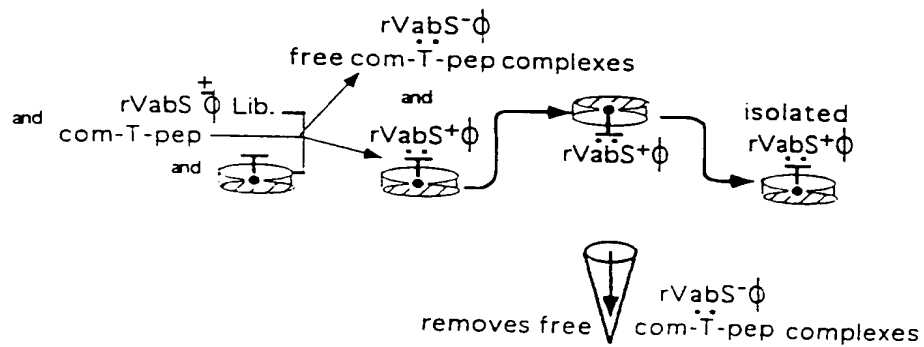 rVabS⁻ϕ
free com-T̈-pep complexes
and
rVabS ±ϕ Lib.
and
com-T-pep
and
rVabS⁺ϕ
rVabS⁺ϕ
isolated
rVabS⁺ϕ
rVabS⁻ϕ
removes free
com-T̈-pep complexes